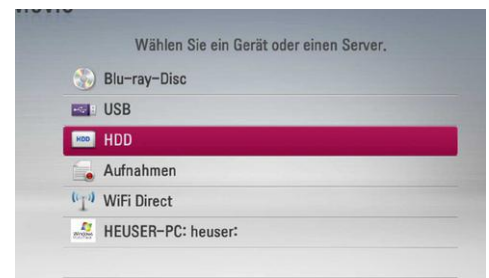 Wählen Sie ein Gerät oder einen Server.
Blu-ray-Disc
USB
HDD
HDD
Aufnahmen
WiFi Direct
HEUSER-PC: heuser: